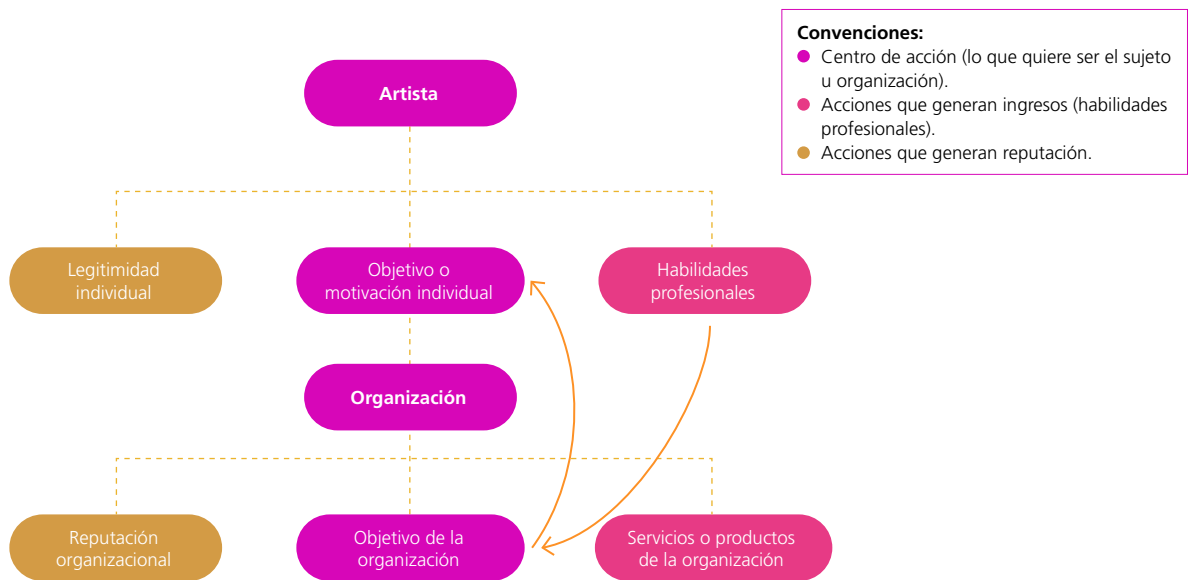 Convenciones:
Centro de acción (lo que quiere ser el sujeto
u organización).
Acciones que generan ingresos (habilidades
profesionales).
Acciones que generan reputación.
Artista
Legitimidad
individual
Objetivo o
motivación individual
Habilidades
profesionales
Organización
Reputación
organizacional
Objetivo de la
organización
Servicios o productos
de la organización